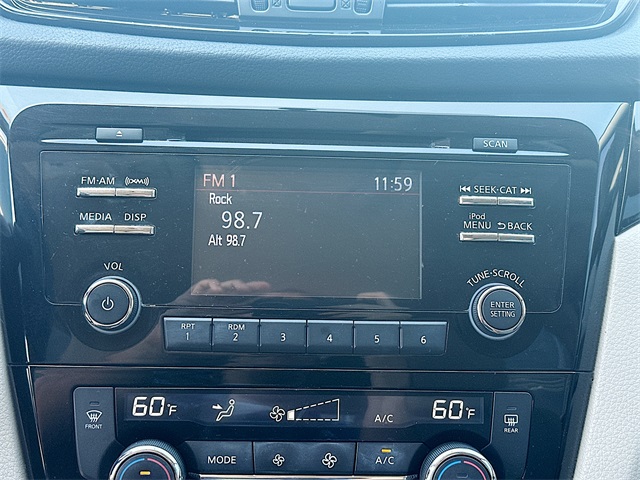 SCAN
FM·AM ((XM))
MEDIA DISP
FM 1 11:59
Rock
98.7
Alt 98.7
SEEK·CAT
iPod
MENU BACK
VOL
TUNE·SCROLL
ENTER
SETTING
RPT 1 RDM 2 3 4 5 6
60°F A/C 60°F
FRONT REAR
MODE A/C